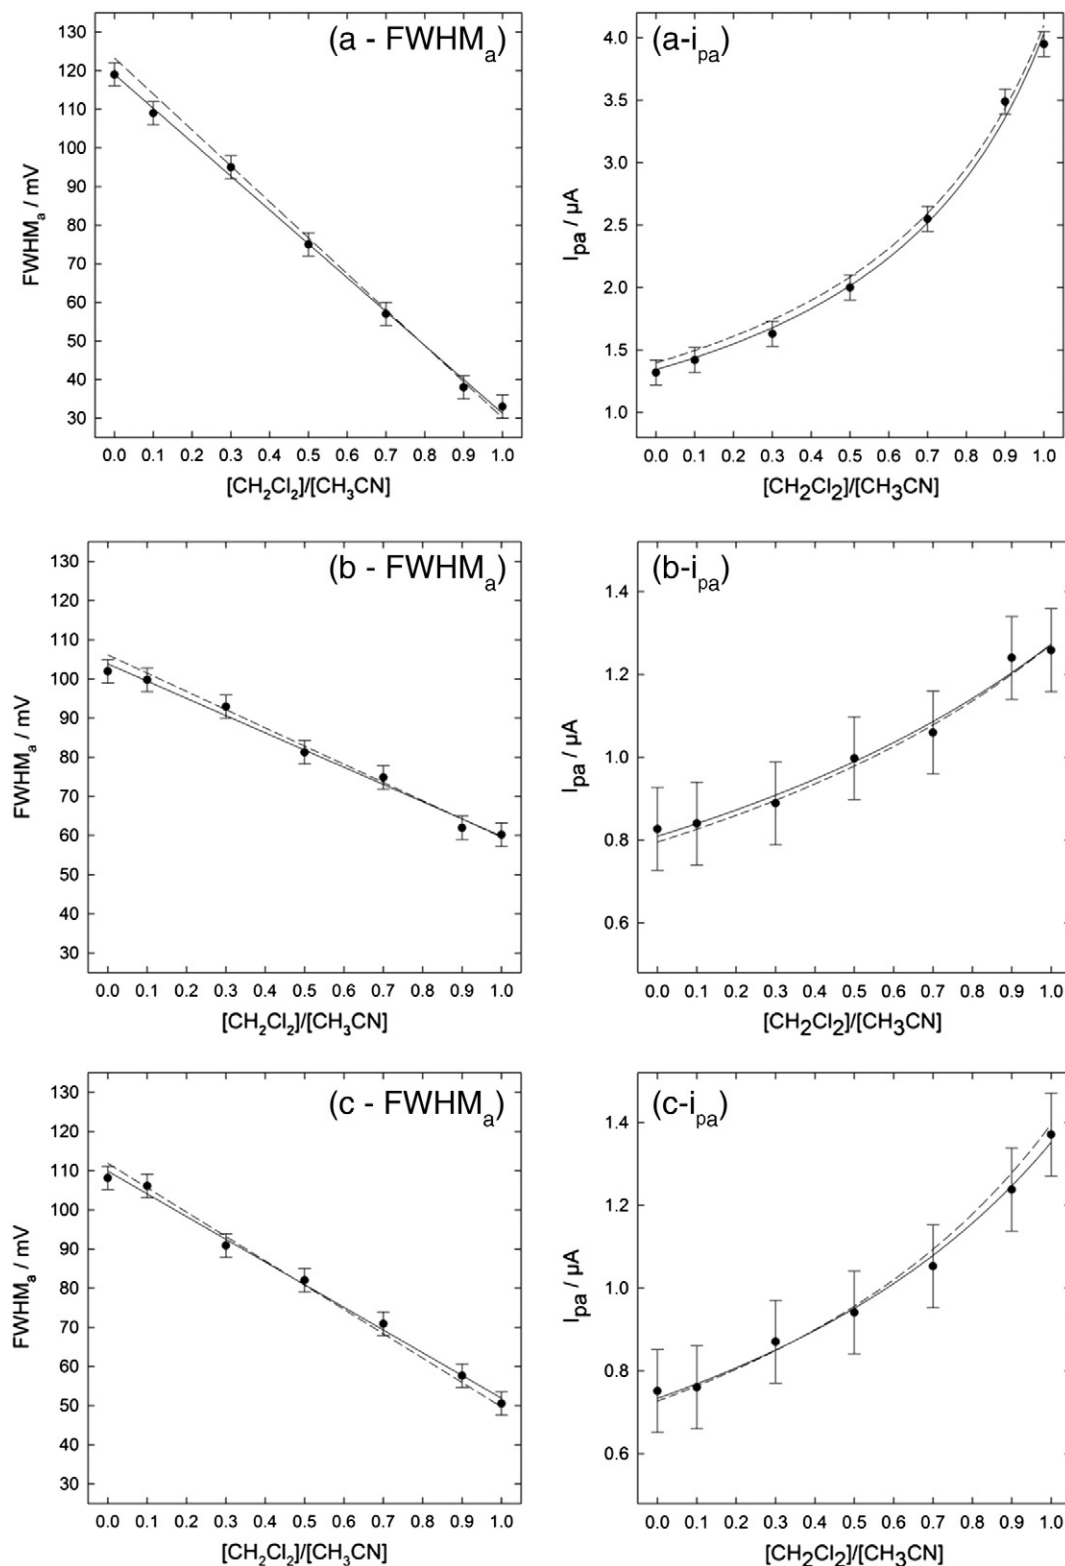 (a - FWHMₐ)
130
120
110
100
90
80
70
60
50
40
30
FWHMₐ / mV
0.0 0.1 0.2 0.3 0.4 0.5 0.6 0.7 0.8 0.9 1.0
[CH₂Cl₂]/[CH₃CN]
(a-iₚₐ)
4.0
3.5
3.0
2.5
2.0
1.5
1.0
Iₚₐ / µA
0.0 0.1 0.2 0.3 0.4 0.5 0.6 0.7 0.8 0.9 1.0
[CH₂Cl₂]/[CH₃CN]
(b - FWHMₐ)
130
120
110
100
90
80
70
60
50
40
30
FWHMₐ / mV
0.0 0.1 0.2 0.3 0.4 0.5 0.6 0.7 0.8 0.9 1.0
[CH₂Cl₂]/[CH₃CN]
(b-iₚₐ)
1.4
1.2
1.0
0.8
0.6
Iₚₐ / µA
0.0 0.1 0.2 0.3 0.4 0.5 0.6 0.7 0.8 0.9 1.0
[CH₂Cl₂]/[CH₃CN]
(c - FWHMₐ)
130
120
110
100
90
80
70
60
50
40
30
FWHMₐ / mV
0.0 0.1 0.2 0.3 0.4 0.5 0.6 0.7 0.8 0.9 1.0
[CH₂Cl₂]/[CH₃CN]
(c-iₚₐ)
1.4
1.2
1.0
0.8
0.6
Iₚₐ / µA
0.0 0.1 0.2 0.3 0.4 0.5 0.6 0.7 0.8 0.9 1.0
[CH₂Cl₂]/[CH₃CN]